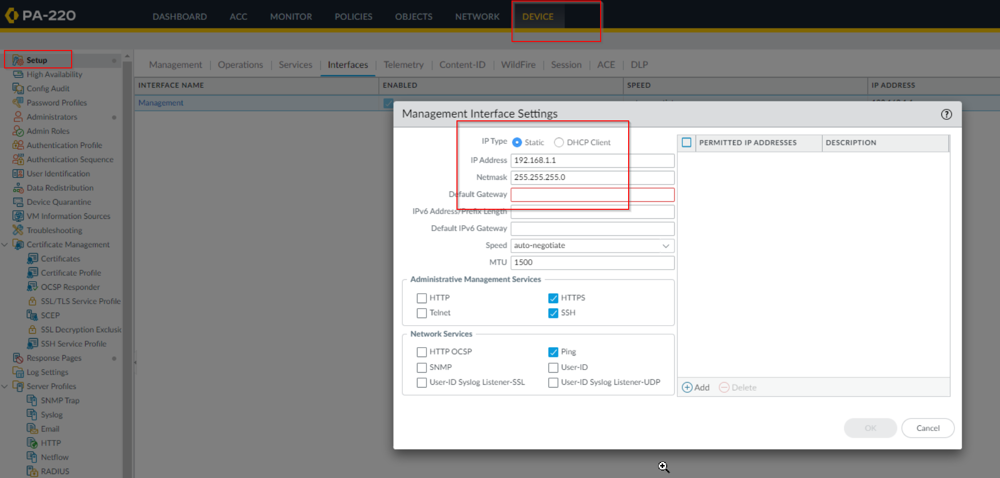 PA-220
DASHBOARD ACC MONITOR POLICIES OBJECTS NETWORK DEVICE
Setup
High Availability
Config Audit
Password Profiles
Administrators
Admin Roles
Authentication Profile
Authentication Sequence
User Identification
Data Redistribution
Device Quarantine
VM Information Sources
Troubleshooting
Certificate Management
Certificates
Certificate Profile
OCSP Responder
SSL/TLS Service Profile
SCEP
SSL Decryption Exclusic
SSH Service Profile
Response Pages
Log Settings
Server Profiles
SNMP Trap
Syslog
Email
HTTP
Netflow
RADIUS
Management Operations Services Interfaces Telemetry Content-ID WildFire Session ACE DLP
INTERFACE NAME ENABLED SPEED IP ADDRESS
Management
Management Interface Settings
IP Type Static DHCP Client
IP Address 192.168.1.1
Netmask 255.255.255.0
Default Gateway
IPv6 Address/Prefix Length
Default IPv6 Gateway
Speed auto-negotiate
MTU 1500
Administrative Management Services
HTTP HTTPS
Telnet SSH
Network Services
HTTP OCSP Ping
SNMP User-ID
User-ID Syslog Listener-SSL User-ID Syslog Listener-UDP
PERMITTED IP ADDRESSES DESCRIPTION
Add Delete
OK Cancel